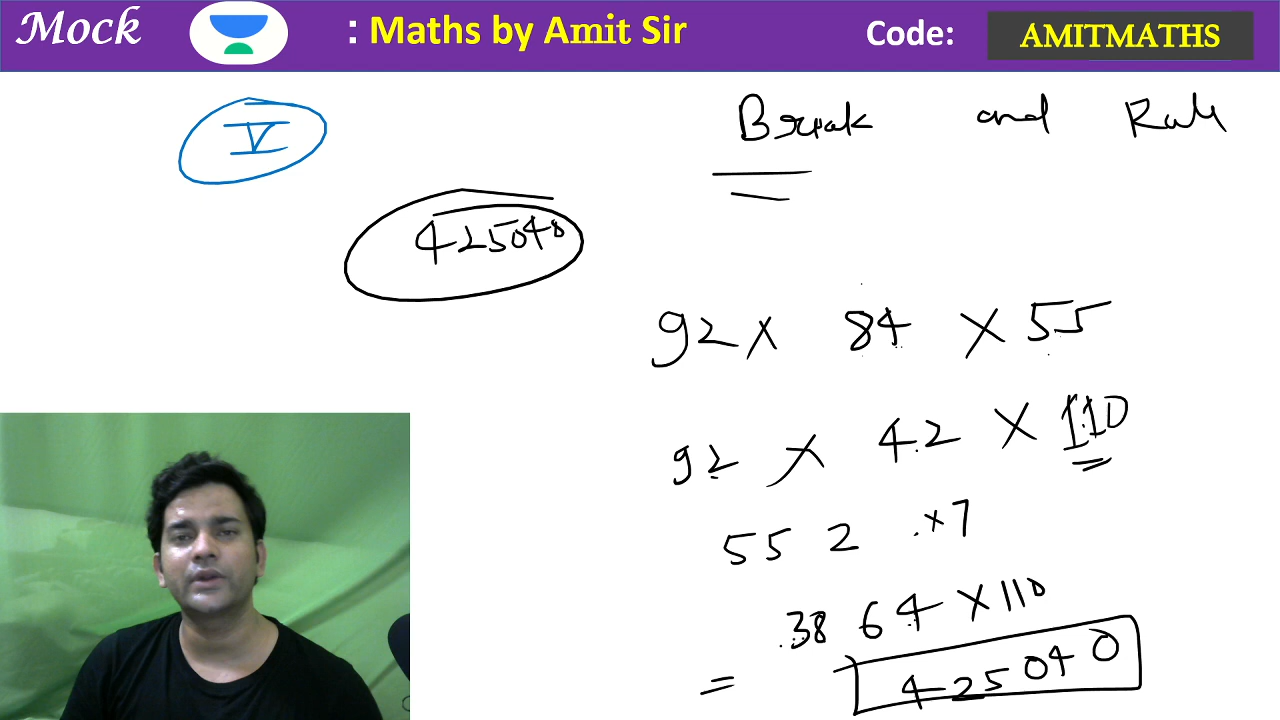 Mock : Maths by Amit Sir Code: AMITMATHS
V
Break and Rule
425040
92 x 84 x 55
92 x 42 x 110
552 x 7
3864 x 110
= 425040